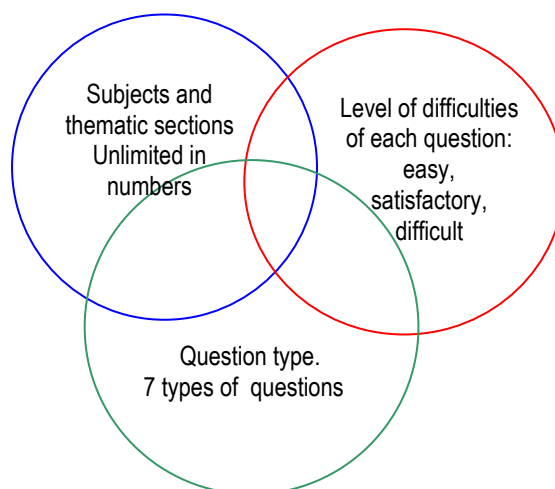 Subjects and
thematic sections
Unlimited in
numbers
Level of difficulties
of each question:
easy,
satisfactory,
difficult
Question type.
7 types of questions